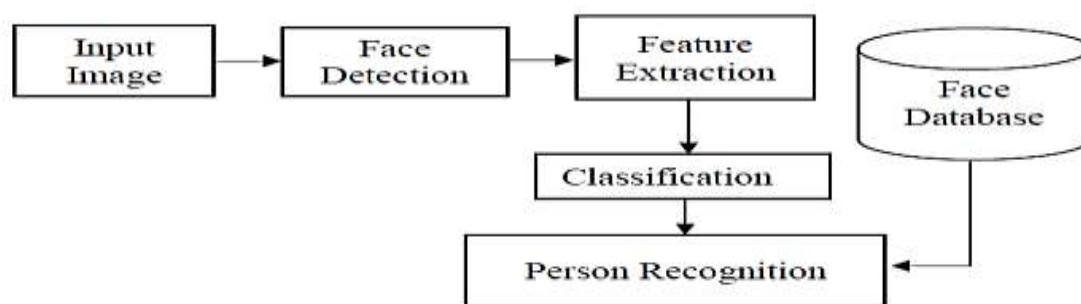 Input
Image
Face
Detection
Feature
Extraction
Face
Database
Classification
Person Recognition